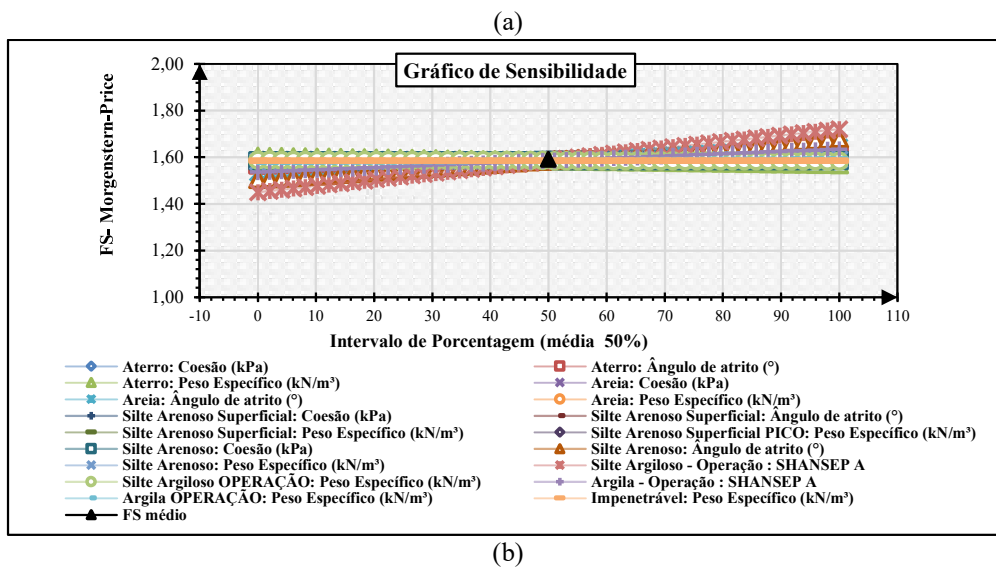 (a)
Gráfico de Sensibilidade
FS- Morgenstern-Price
2,00
1,80
1,60
1,40
1,20
1,00
-10 0 10 20 30 40 50 60 70 80 90 100 110
Intervalo de Porcentagem (média 50%)
Aterro: Coesão (kPa)
Aterro: Ângulo de atrito (°)
Aterro: Peso Específico (kN/m³)
Areia: Coesão (kPa)
Areia: Ângulo de atrito (°)
Areia: Peso Específico (kN/m³)
Silte Arenoso Superficial: Coesão (kPa)
Silte Arenoso Superficial: Ângulo de atrito (°)
Silte Arenoso Superficial: Peso Específico (kN/m³)
Silte Arenoso Superficial PICO: Peso Específico (kN/m³)
Silte Arenoso: Coesão (kPa)
Silte Arenoso: Ângulo de atrito (°)
Silte Arenoso: Peso Específico (kN/m³)
Silte Argiloso - Operação : SHANSEP A
Silte Argiloso OPERAÇÃO: Peso Específico (kN/m³)
Argila - Operação : SHANSEP A
Argila OPERAÇÃO: Peso Específico (kN/m³)
Impenetrável: Peso Específico (kN/m³)
FS médio
(b)